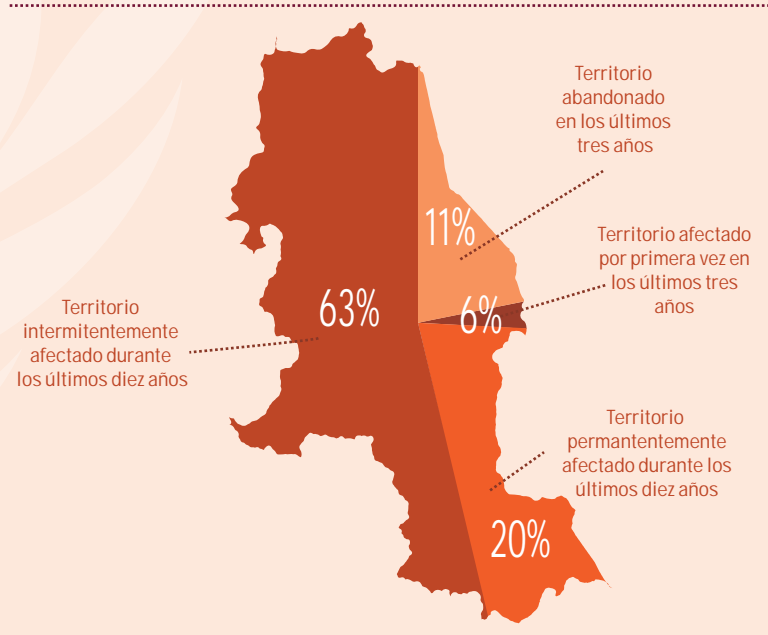 Territorio
abandonado
en los últimos
tres años
11%
Territorio afectado
por primera vez en
los últimos tres
años
6%
63%
Territorio
intermitentemente
afectado durante
los últimos diez años
Territorio
permantentemente
afectado durante los
últimos diez años
20%